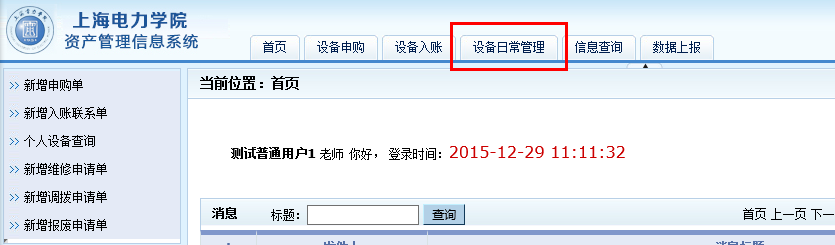 上海电力学院
资产管理信息系统
首页 设备申购 设备入账 设备日常管理 信息查询 数据上报
新增申购单
新增入账联系单
个人设备查询
新增维修申请单
新增调拨申请单
新增报废申请单
当前位置：首页
测试普通用户1 老师 你好，登录时间：2015-12-29 11:11:32
消息 标题： 查询 首页 上一页 下一